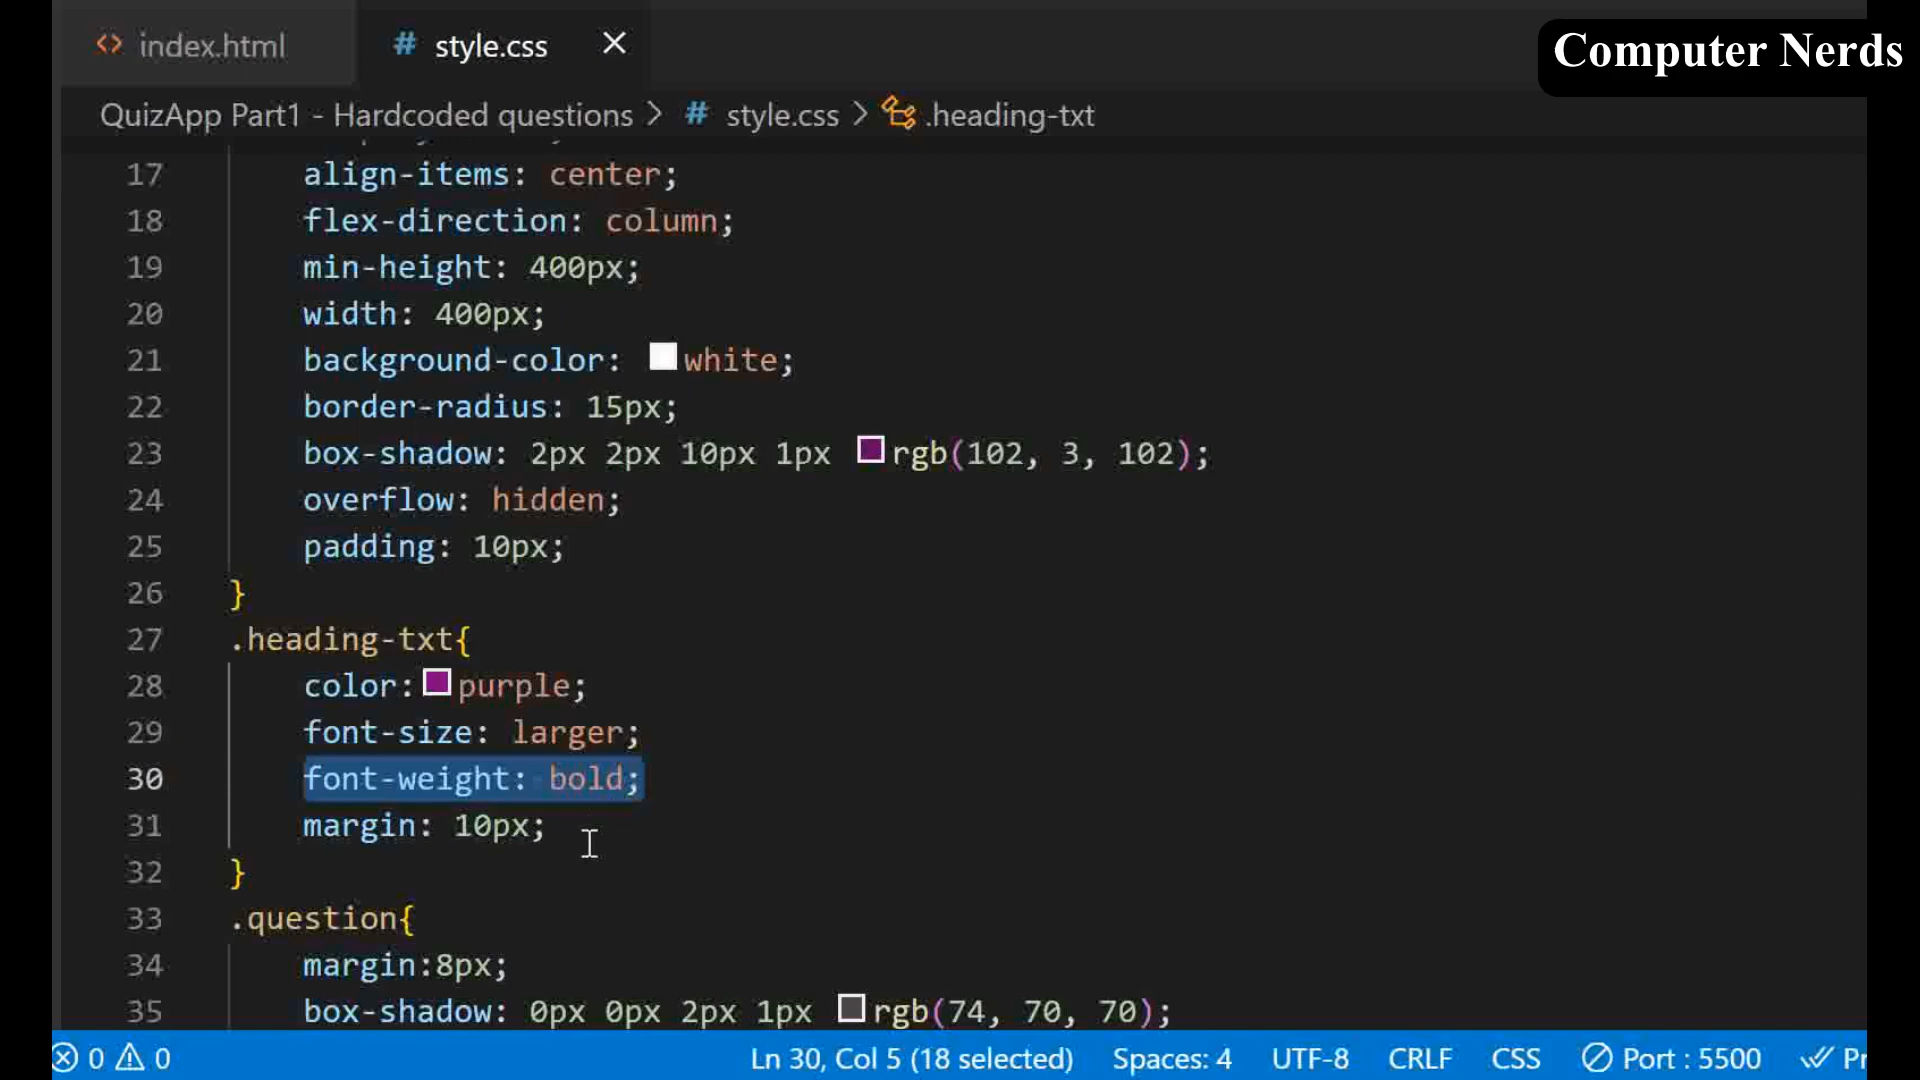 <> index.html # style.css ×
Computer Nerds
QuizApp Part1 - Hardcoded questions > # style.css > .heading-txt
17 align-items: center;
18 flex-direction: column;
19 min-height: 400px;
20 width: 400px;
21 background-color: white;
22 border-radius: 15px;
23 box-shadow: 2px 2px 10px 1px rgb(102, 3, 102);
24 overflow: hidden;
25 padding: 10px;
26 }
27 .heading-txt{
28 color: purple;
29 font-size: larger;
30 font-weight: bold;
31 margin: 10px;
32 }
33 .question{
34 margin:8px;
35 box-shadow: 0px 0px 2px 1px rgb(74, 70, 70);
0 0 Ln 30, Col 5 (18 selected) Spaces: 4 UTF-8 CRLF CSS Port : 5500